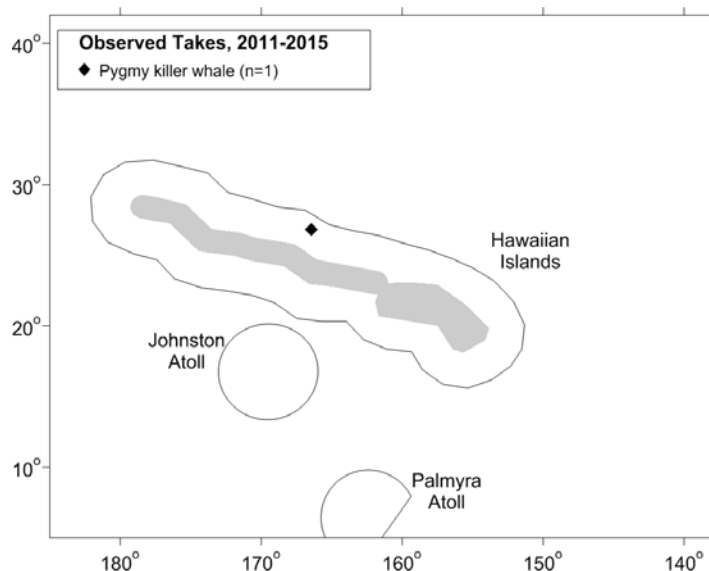 Observed Takes, 2011-2015
◆ Pygmy killer whale (n=1)
40°
30°
20°
10°
Hawaiian
Islands
Johnston
Atoll
Palmyra
Atoll
180° 170° 160° 150° 140°